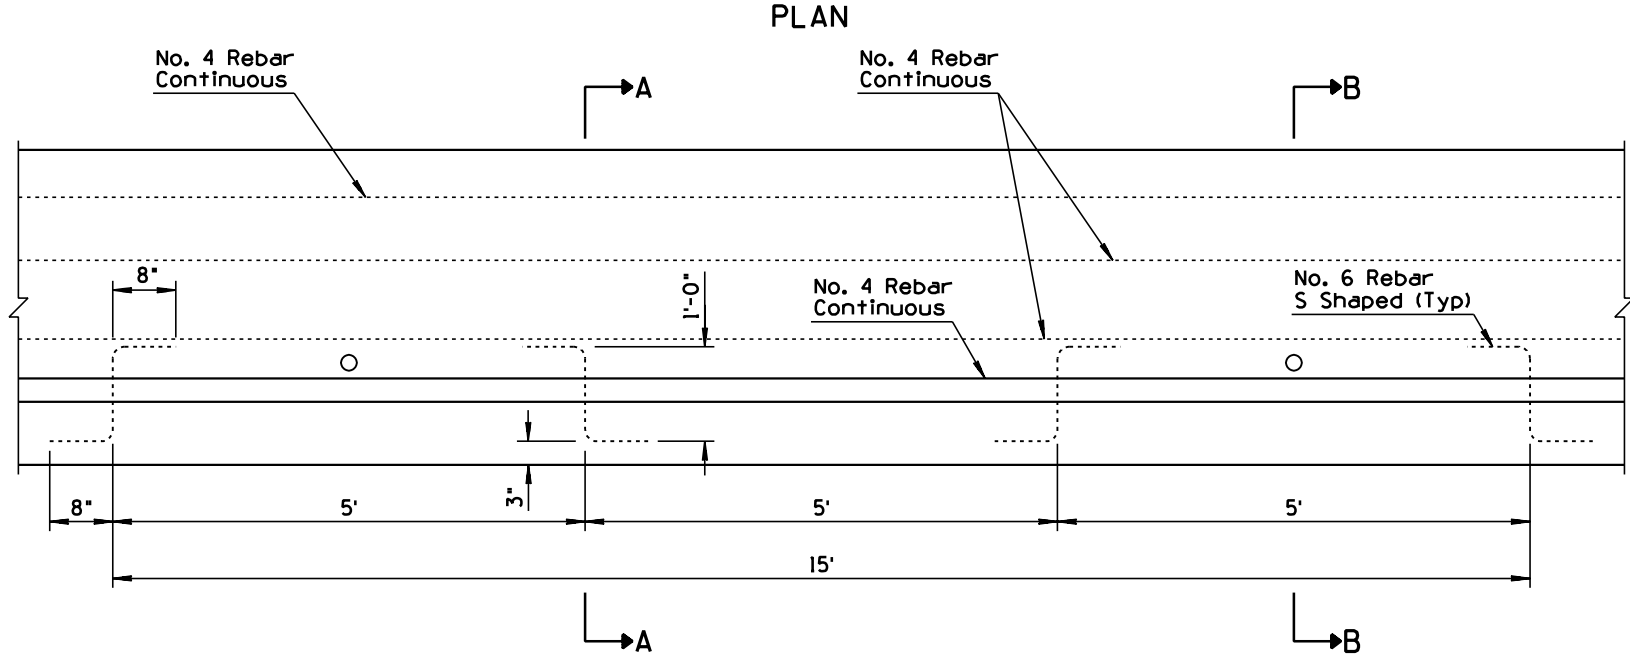 PLAN
No. 4 Rebar
Continuous
A
No. 4 Rebar
Continuous
B
8"
1'-0"
No. 4 Rebar
Continuous
No. 6 Rebar
S Shaped (Typ)
8"
5'
3"
5'
5'
15'
A
B